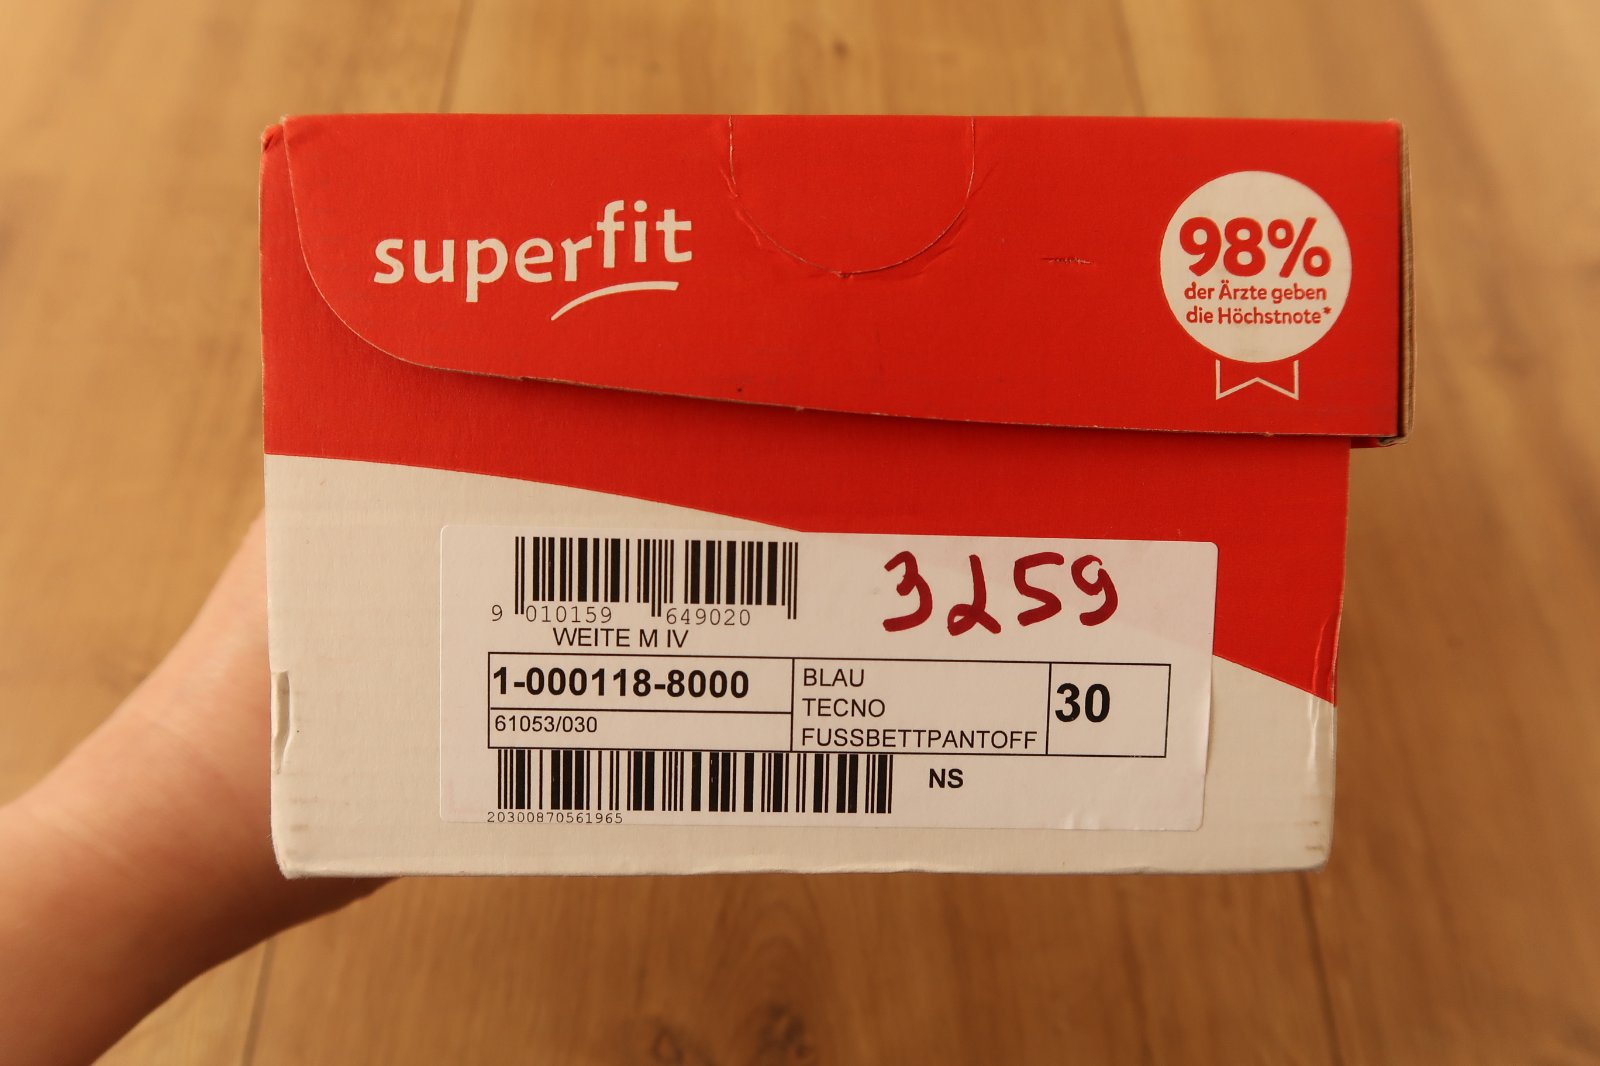 superfit
98%
der Ärzte geben
die Höchstnote*
3259
9 010159 649020
WEITE M IV
1-000118-8000
61053/030
BLAU
TECNO
FUSSBETTPANTOFF
30
NS
20300870561965